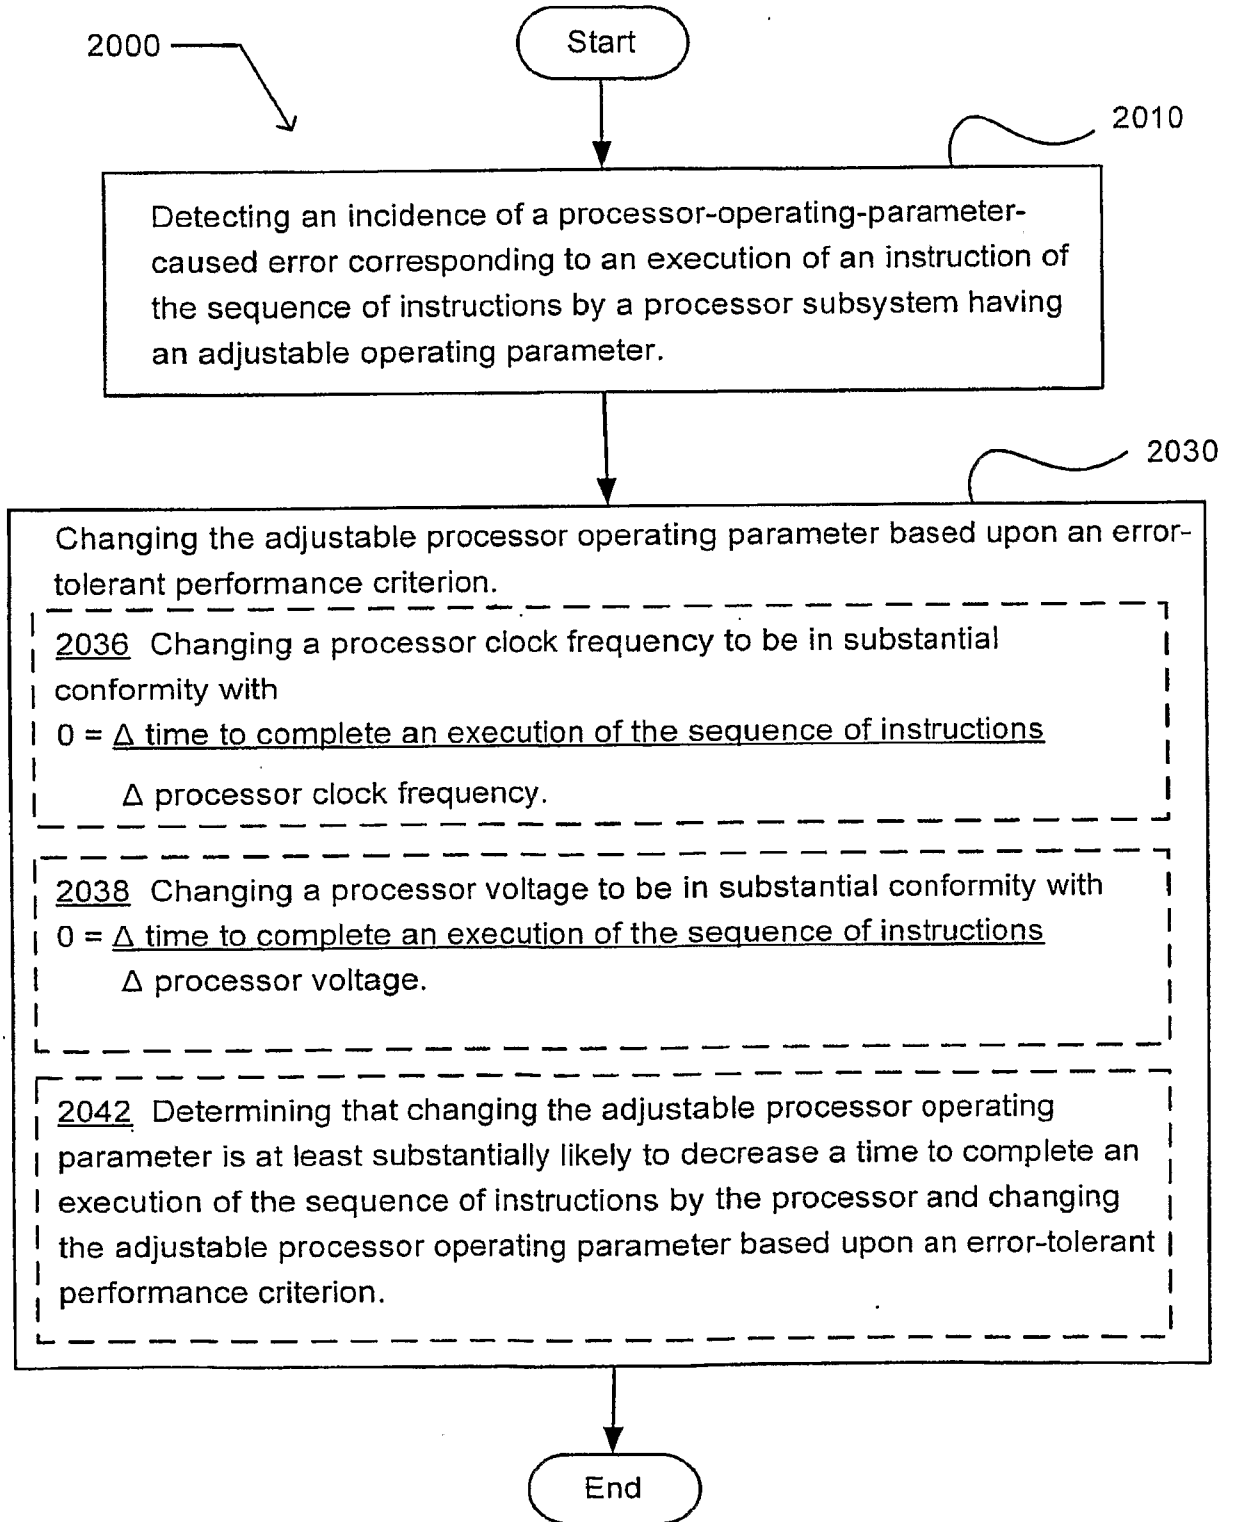 2000
Start
2010
Detecting an incidence of a processor-operating-parameter-
caused error corresponding to an execution of an instruction of
the sequence of instructions by a processor subsystem having
an adjustable operating parameter.
2030
Changing the adjustable processor operating parameter based upon an error-
tolerant performance criterion.
2036 Changing a processor clock frequency to be in substantial
conformity with
0 = Δ time to complete an execution of the sequence of instructions
Δ processor clock frequency.
2038 Changing a processor voltage to be in substantial conformity with
0 = Δ time to complete an execution of the sequence of instructions
Δ processor voltage.
2042 Determining that changing the adjustable processor operating
parameter is at least substantially likely to decrease a time to complete an
execution of the sequence of instructions by the processor and changing
the adjustable processor operating parameter based upon an error-tolerant
performance criterion.
End